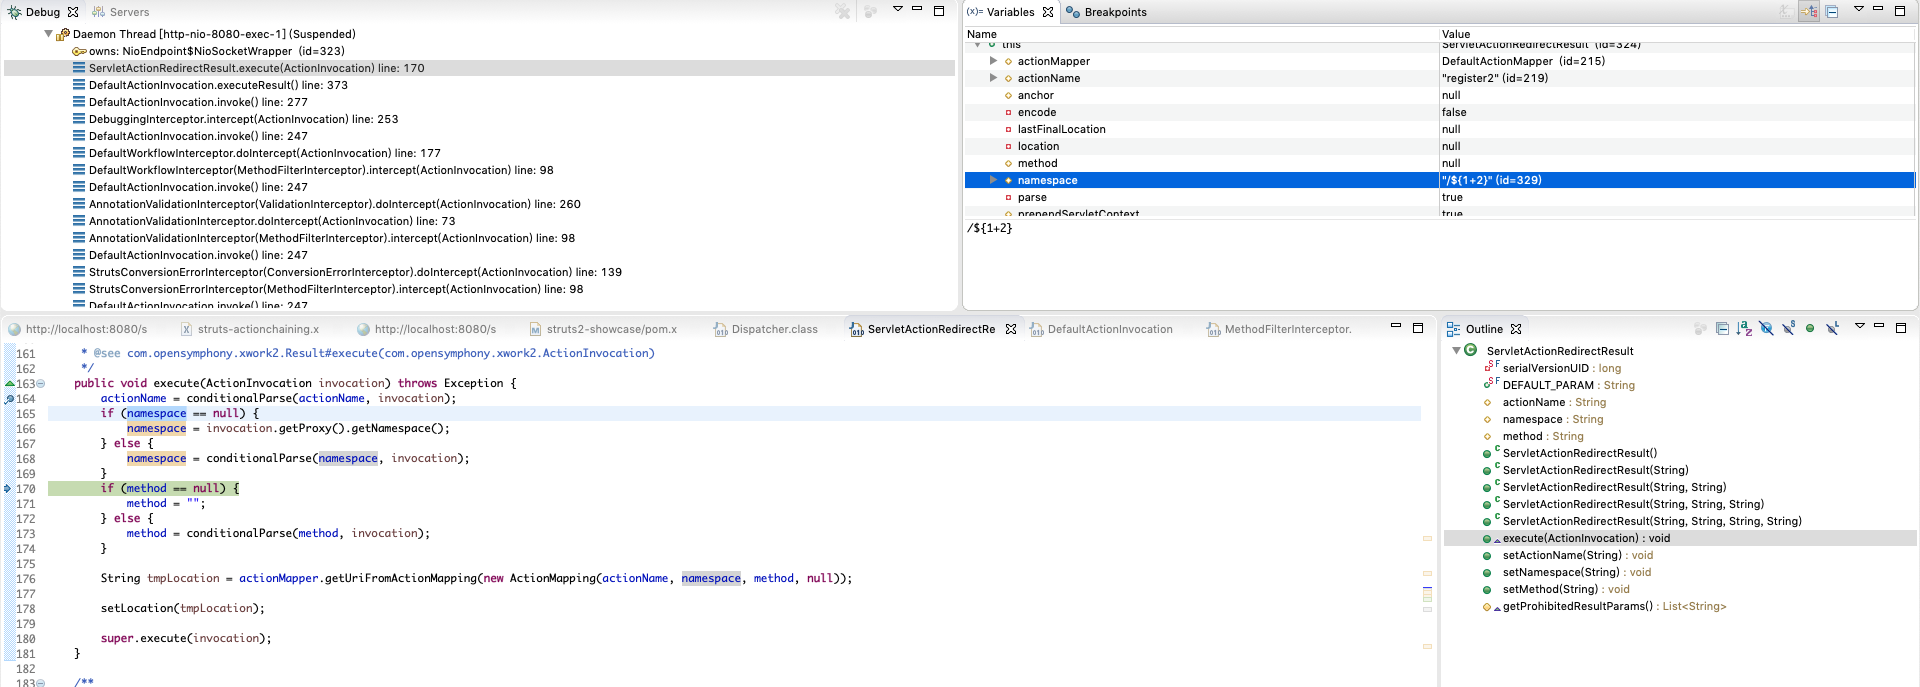 Debug
Servers
Daemon Thread [http-nio-8080-exec-1] (Suspended)
owns: NioEndpoint$NioSocketWrapper (id=323)
ServletActionRedirectResult.execute(ActionInvocation) line: 170
DefaultActionInvocation.executeResult() line: 373
DefaultActionInvocation.invoke() line: 277
DebuggingInterceptor.intercept(ActionInvocation) line: 253
DefaultActionInvocation.invoke() line: 247
DefaultWorkflowInterceptor.doIntercept(ActionInvocation) line: 177
DefaultWorkflowInterceptor(MethodFilterInterceptor).intercept(ActionInvocation) line: 98
DefaultActionInvocation.invoke() line: 247
AnnotationValidationInterceptor(ValidationInterceptor).doIntercept(ActionInvocation) line: 260
AnnotationValidationInterceptor.doIntercept(ActionInvocation) line: 73
AnnotationValidationInterceptor(MethodFilterInterceptor).intercept(ActionInvocation) line: 98
DefaultActionInvocation.invoke() line: 247
StrutsConversionErrorInterceptor(ConversionErrorInterceptor).doIntercept(ActionInvocation) line: 139
StrutsConversionErrorInterceptor(MethodFilterInterceptor).intercept(ActionInvocation) line: 98
DefaultActionInvocation.invoke() line: 247
(x)= Variables
Breakpoints
Name Value
this ServletActionRedirectResult (id=324)
actionMapper DefaultActionMapper (id=215)
actionName "register2" (id=219)
anchor null
encode false
lastFinalLocation null
location null
method null
namespace "/${1+2}" (id=329)
parse true
prependServletContext true
/${1+2}
http://localhost:8080/s
struts-actionchaining.x
http://localhost:8080/s
struts2-showcase/pom.x
Dispatcher.class
ServletActionRedirectRe
DefaultActionInvocation
MethodFilterInterceptor.
161 * @see com.opensymphony.xwork2.Result#execute(com.opensymphony.xwork2.ActionInvocation)
162 */
163 public void execute(ActionInvocation invocation) throws Exception {
164 actionName = conditionalParse(actionName, invocation);
165 if (namespace == null) {
166 namespace = invocation.getProxy().getNamespace();
167 } else {
168 namespace = conditionalParse(namespace, invocation);
169 }
170 if (method == null) {
171 method = "";
172 } else {
173 method = conditionalParse(method, invocation);
174 }
175
176 String tmpLocation = actionMapper.getUriFromActionMapping(new ActionMapping(actionName, namespace, method, null));
177
178 setLocation(tmpLocation);
179
180 super.execute(invocation);
181 }
182
183 /**
Outline
ServletActionRedirectResult
serialVersionUID : long
DEFAULT_PARAM : String
actionName : String
namespace : String
method : String
ServletActionRedirectResult()
ServletActionRedirectResult(String)
ServletActionRedirectResult(String, String)
ServletActionRedirectResult(String, String, String)
ServletActionRedirectResult(String, String, String, String)
execute(ActionInvocation) : void
setActionName(String) : void
setNamespace(String) : void
setMethod(String) : void
getProhibitedResultParams() : List<String>